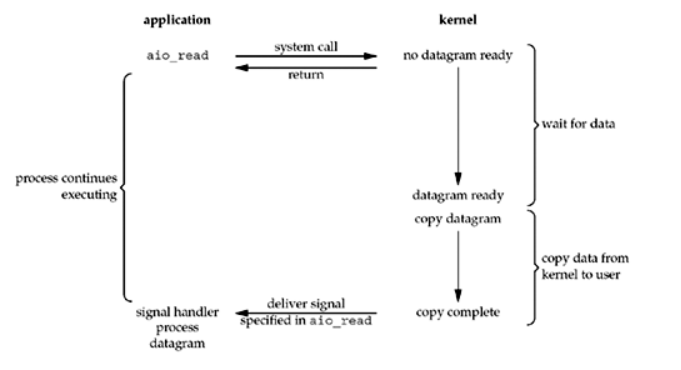 application
kernel
aio_read
system call
return
no datagram ready
wait for data
process continues
executing
datagram ready
copy datagram
copy data from
kernel to user
signal handler
process
datagram
deliver signal
specified in aio_read
copy complete